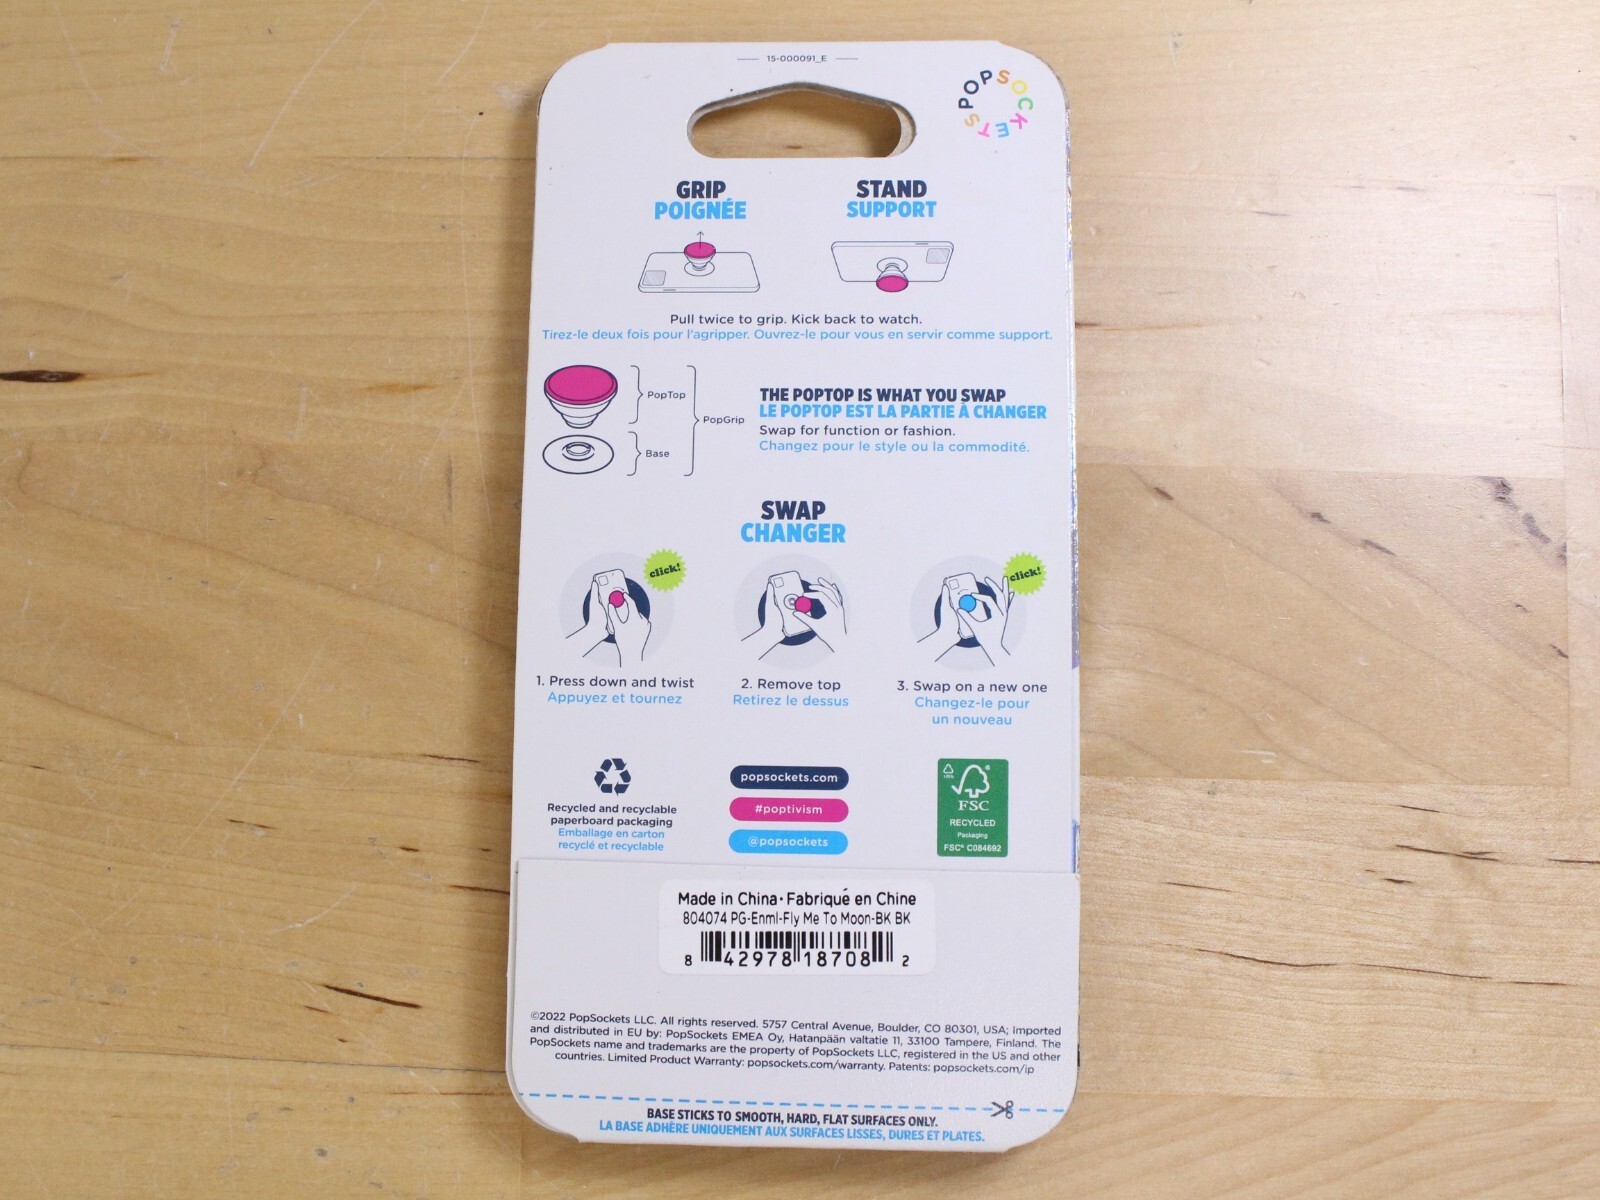 15-000091_E
POPSOCKETS
GRIP
POIGNÉE
STAND
SUPPORT
Pull twice to grip. Kick back to watch.
Tirez-le deux fois pour l'agripper. Ouvrez-le pour vous en servir comme support.
PopTop
PopGrip
Base
THE POPTOP IS WHAT YOU SWAP
LE POPTOP EST LA PARTIE À CHANGER
Swap for function or fashion.
Changez pour le style ou la commodité.
SWAP
CHANGER
click!
click!
1. Press down and twist
Appuyez et tournez
2. Remove top
Retirez le dessus
3. Swap on a new one
Changez-le pour
un nouveau
Recycled and recyclable
paperboard packaging
Emballage en carton
recyclé et recyclable
popsockets.com
#poptivism
@popsockets
100%
FSC
RECYCLED
Packaging
FSC® C084692
Made in China · Fabriqué en Chine
804074 PG-Enml-Fly Me To Moon-BK BK
8 42978 18708 2
©2022 PopSockets LLC. All rights reserved. 5757 Central Avenue, Boulder, CO 80301, USA; Imported
and distributed in EU by: PopSockets EMEA Oy, Hatanpään valtatie 11, 33100 Tampere, Finland. The
PopSockets name and trademarks are the property of PopSockets LLC, registered in the US and other
countries. Limited Product Warranty: popsockets.com/warranty. Patents: popsockets.com/ip
BASE STICKS TO SMOOTH, HARD, FLAT SURFACES ONLY.
LA BASE ADHÈRE UNIQUEMENT AUX SURFACES LISSES, DURES ET PLATES.